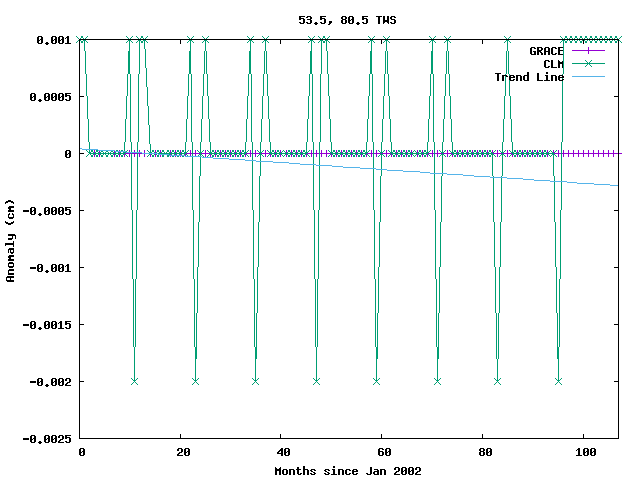 53.5, 80.5 TWS
GRACE
CLM
Trend Line
0.001
0.0005
0
-0.0005
-0.001
-0.0015
-0.002
-0.0025
Anomaly (cm)
0 20 40 60 80 100
Months since Jan 2002